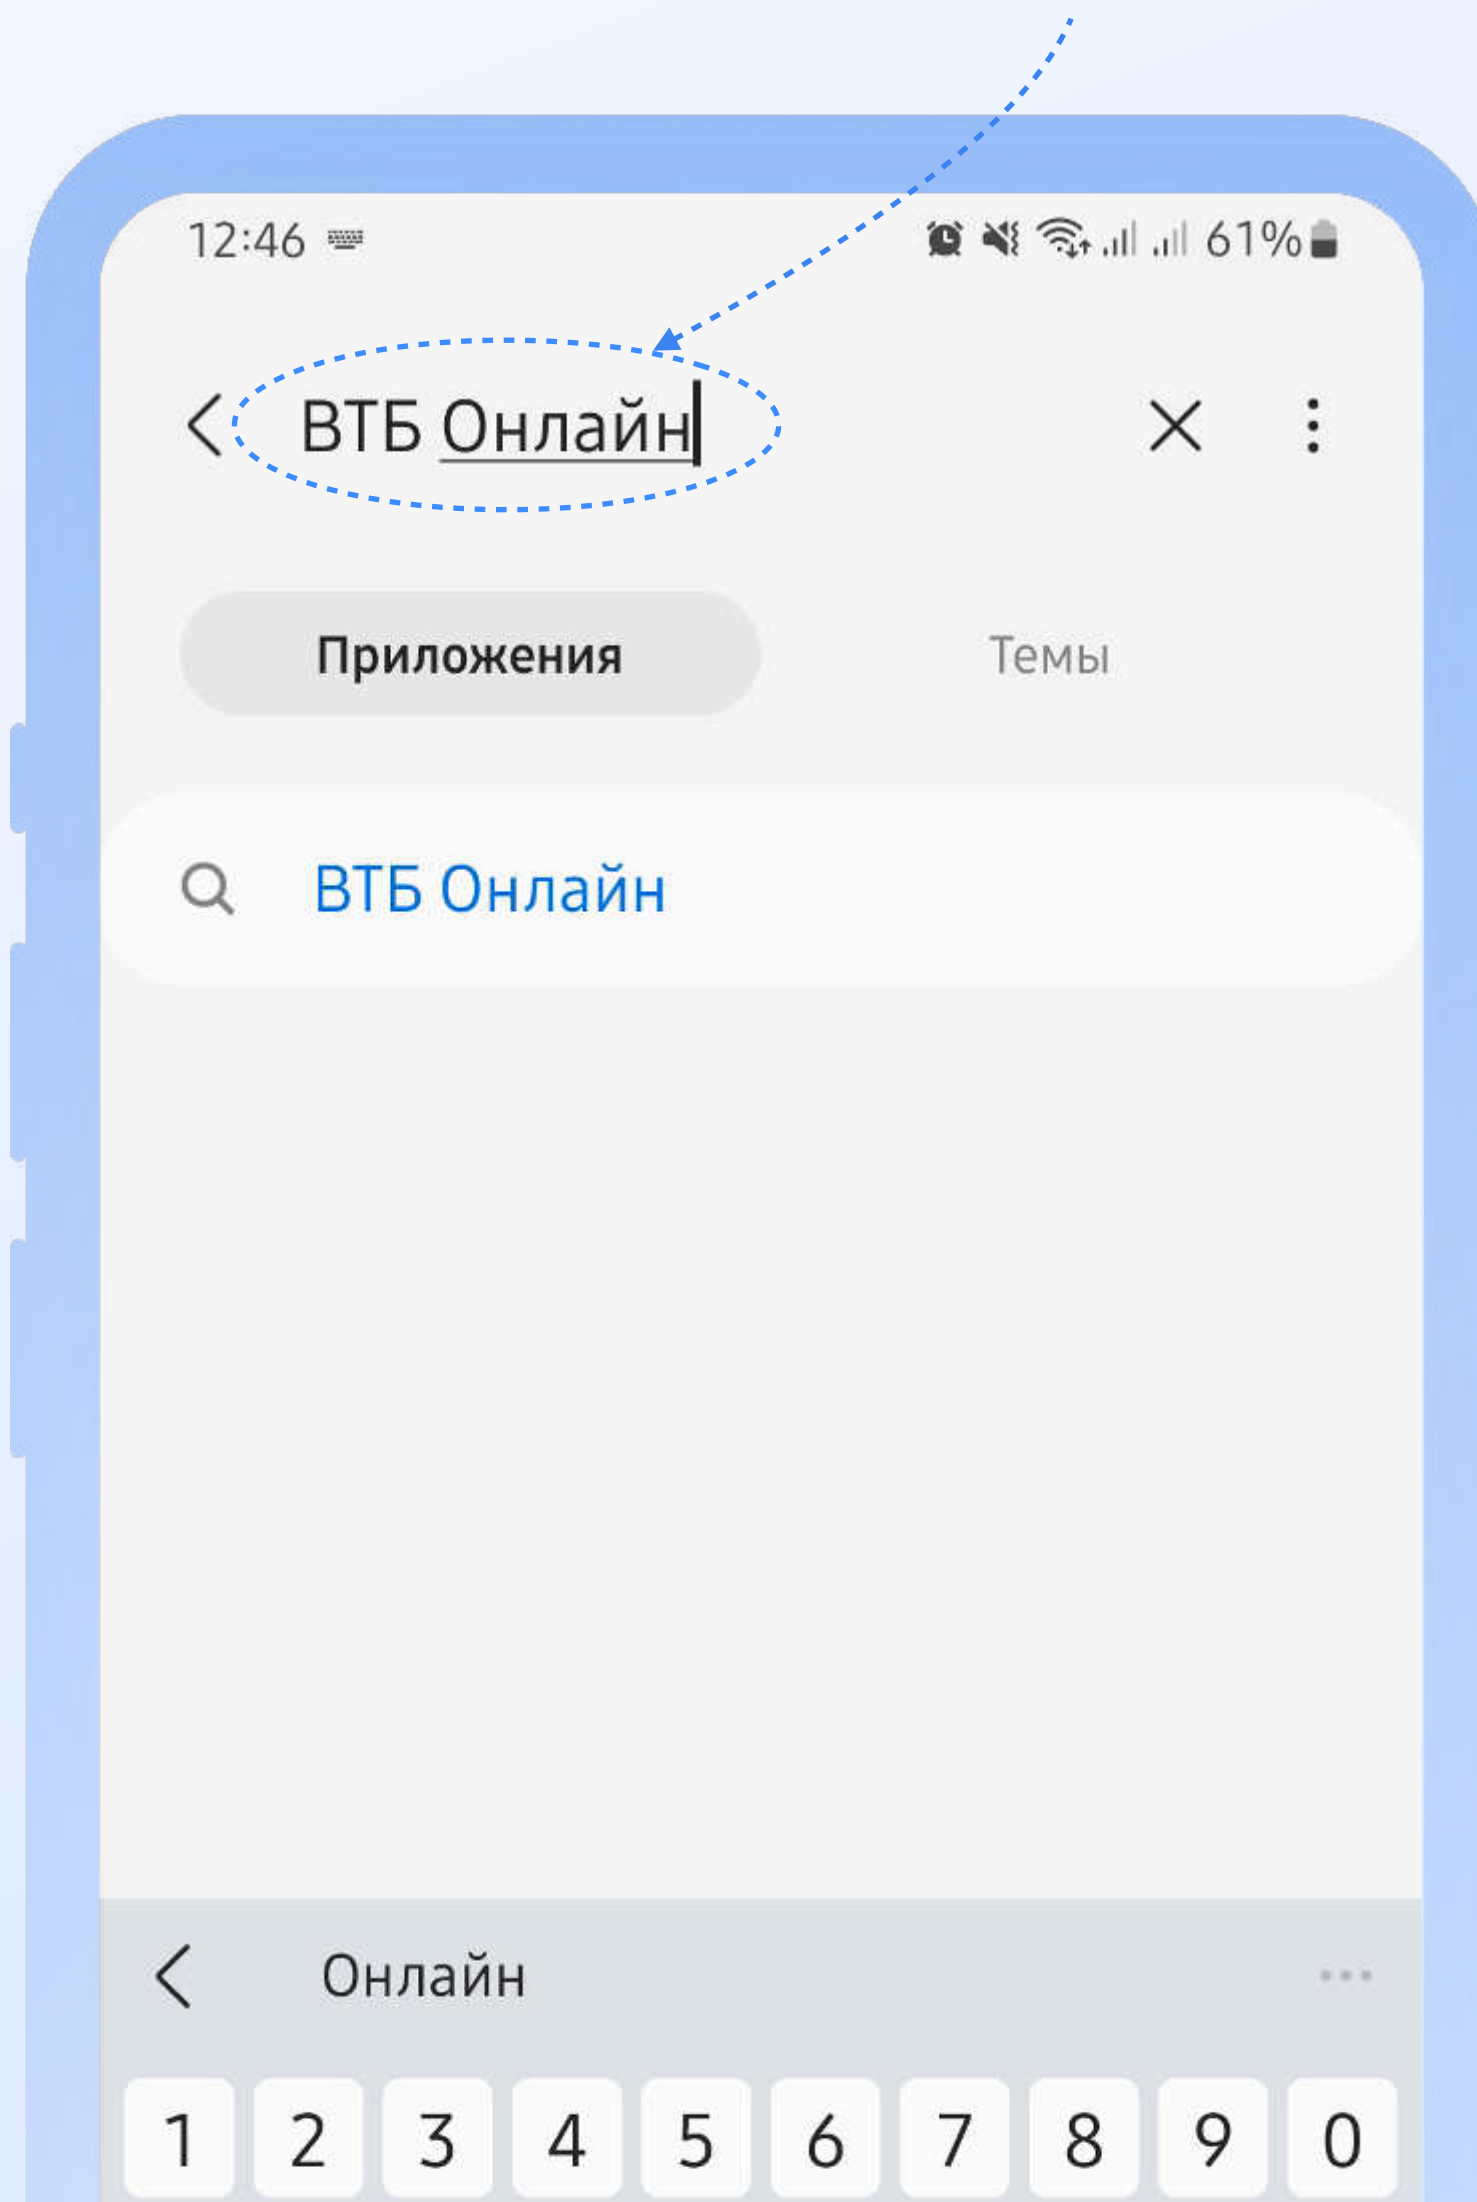 12:46 61%
ВТБ Онлайн
Приложения Темы
ВТБ Онлайн
Онлайн
1 2 3 4 5 6 7 8 9 0